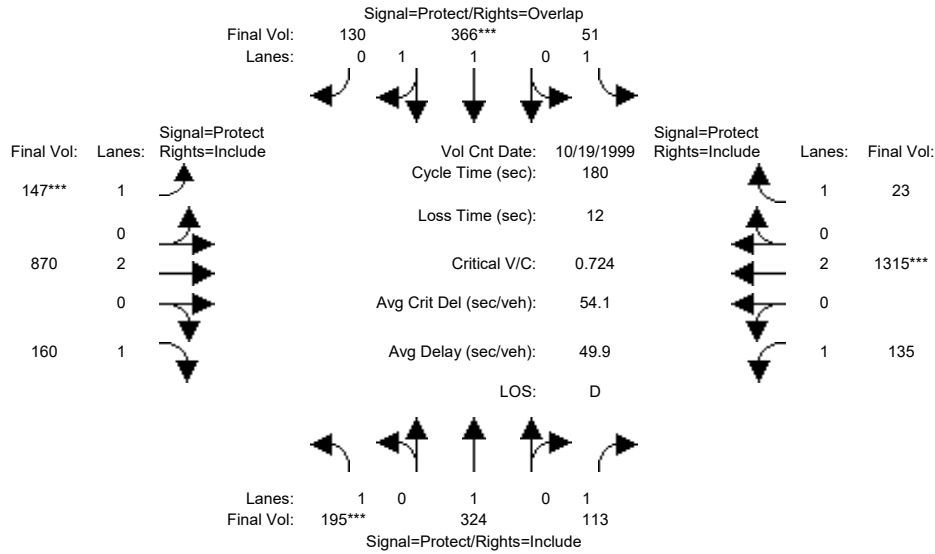 Signal=Protect/Rights=Overlap
Final Vol: 130 366*** 51
Lanes: 0 1 1 0 1
Signal=Protect Signal=Protect
Final Vol: Lanes: Rights=Include Vol Cnt Date: 10/19/1999 Rights=Include Lanes: Final Vol:
Cycle Time (sec): 180
147*** 1 1 23
Loss Time (sec): 12
0 0
870 2 Critical V/C: 0.724 2 1315***
0 Avg Crit Del (sec/veh): 54.1 0
160 1 Avg Delay (sec/veh): 49.9 1 135
LOS: D
Lanes: 1 0 1 0 1
Final Vol: 195*** 324 113
Signal=Protect/Rights=Include